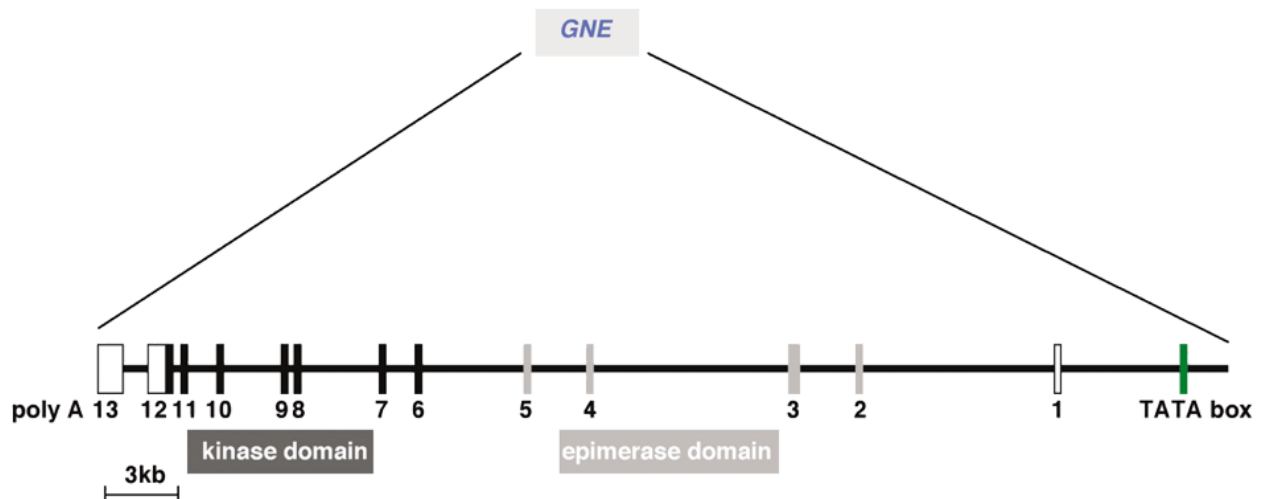 GNE
poly A 13 12 11 10 9 8 7 6 5 4 3 2 1 TATA box
kinase domain epimerase domain
3kb